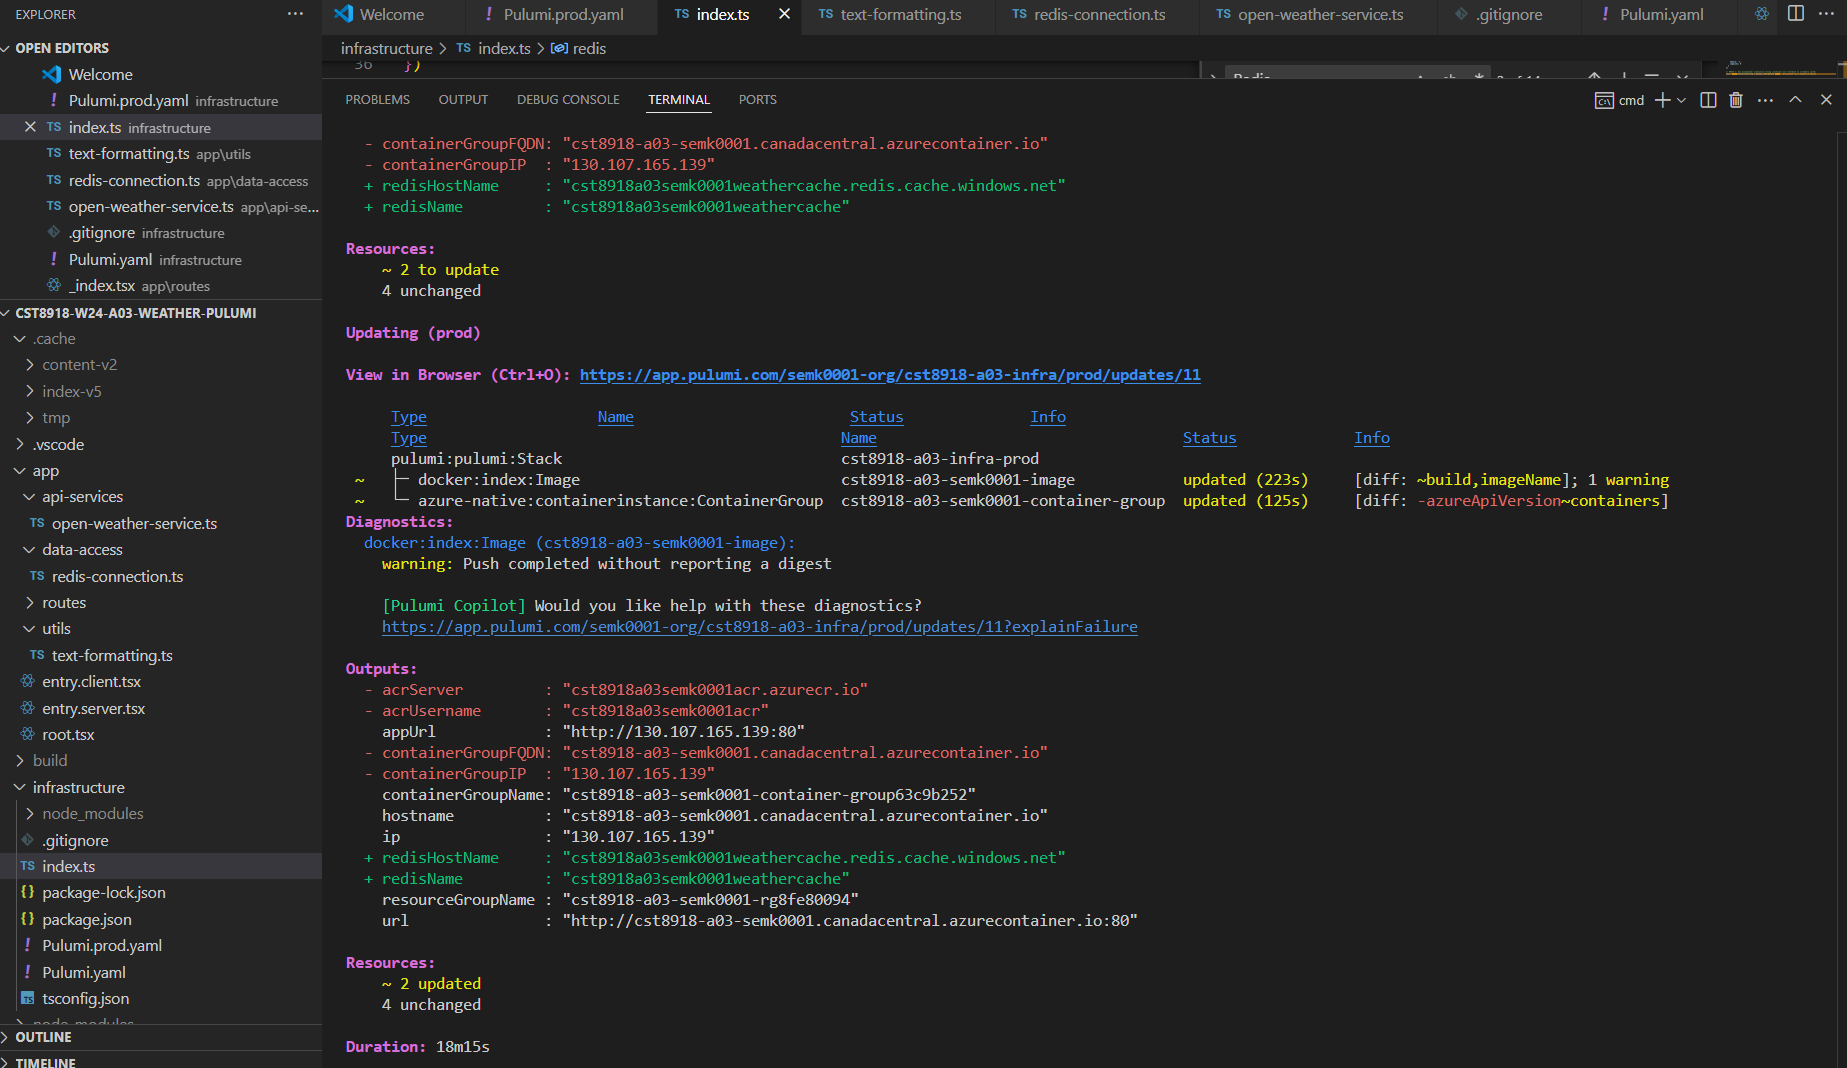 EXPLORER ···
OPEN EDITORS
Welcome
! Pulumi.prod.yaml infrastructure
TS index.ts infrastructure
TS text-formatting.ts app\utils
TS redis-connection.ts app\data-access
TS open-weather-service.ts app\api-se...
.gitignore infrastructure
! Pulumi.yaml infrastructure
_index.tsx app\routes
CST8918-W24-A03-WEATHER-PULUMI
.cache
content-v2
index-v5
tmp
.vscode
app
api-services
TS open-weather-service.ts
data-access
TS redis-connection.ts
routes
utils
TS text-formatting.ts
entry.client.tsx
entry.server.tsx
root.tsx
build
infrastructure
node_modules
.gitignore
TS index.ts
{} package-lock.json
{} package.json
! Pulumi.prod.yaml
! Pulumi.yaml
TS tsconfig.json
node_modules
OUTLINE
TIMELINE
Welcome ! Pulumi.prod.yaml TS index.ts TS text-formatting.ts TS redis-connection.ts TS open-weather-service.ts .gitignore ! Pulumi.yaml ···
infrastructure > TS index.ts > redis
36 })
Redis
PROBLEMS OUTPUT DEBUG CONSOLE TERMINAL PORTS cmd ···
- containerGroupFQDN: "cst8918-a03-semk0001.canadacentral.azurecontainer.io"
- containerGroupIP : "130.107.165.139"
+ redisHostName : "cst8918a03semk0001weathercache.redis.cache.windows.net"
+ redisName : "cst8918a03semk0001weathercache"
Resources:
~ 2 to update
4 unchanged
Updating (prod)
View in Browser (Ctrl+O): https://app.pulumi.com/semk0001-org/cst8918-a03-infra/prod/updates/11
Type Name Status Info
Type Name Status Info
pulumi:pulumi:Stack cst8918-a03-infra-prod
~ ├─ docker:index:Image cst8918-a03-semk0001-image updated (223s) [diff: ~build,imageName]; 1 warning
~ └─ azure-native:containerinstance:ContainerGroup cst8918-a03-semk0001-container-group updated (125s) [diff: -azureApiVersion~containers]
Diagnostics:
docker:index:Image (cst8918-a03-semk0001-image):
warning: Push completed without reporting a digest
[Pulumi Copilot] Would you like help with these diagnostics?
https://app.pulumi.com/semk0001-org/cst8918-a03-infra/prod/updates/11?explainFailure
Outputs:
- acrServer : "cst8918a03semk0001acr.azurecr.io"
- acrUsername : "cst8918a03semk0001acr"
appUrl : "http://130.107.165.139:80"
- containerGroupFQDN: "cst8918-a03-semk0001.canadacentral.azurecontainer.io"
- containerGroupIP : "130.107.165.139"
containerGroupName: "cst8918-a03-semk0001-container-group63c9b252"
hostname : "cst8918-a03-semk0001.canadacentral.azurecontainer.io"
ip : "130.107.165.139"
+ redisHostName : "cst8918a03semk0001weathercache.redis.cache.windows.net"
+ redisName : "cst8918a03semk0001weathercache"
resourceGroupName : "cst8918-a03-semk0001-rg8fe80094"
url : "http://cst8918-a03-semk0001.canadacentral.azurecontainer.io:80"
Resources:
~ 2 updated
4 unchanged
Duration: 18m15s